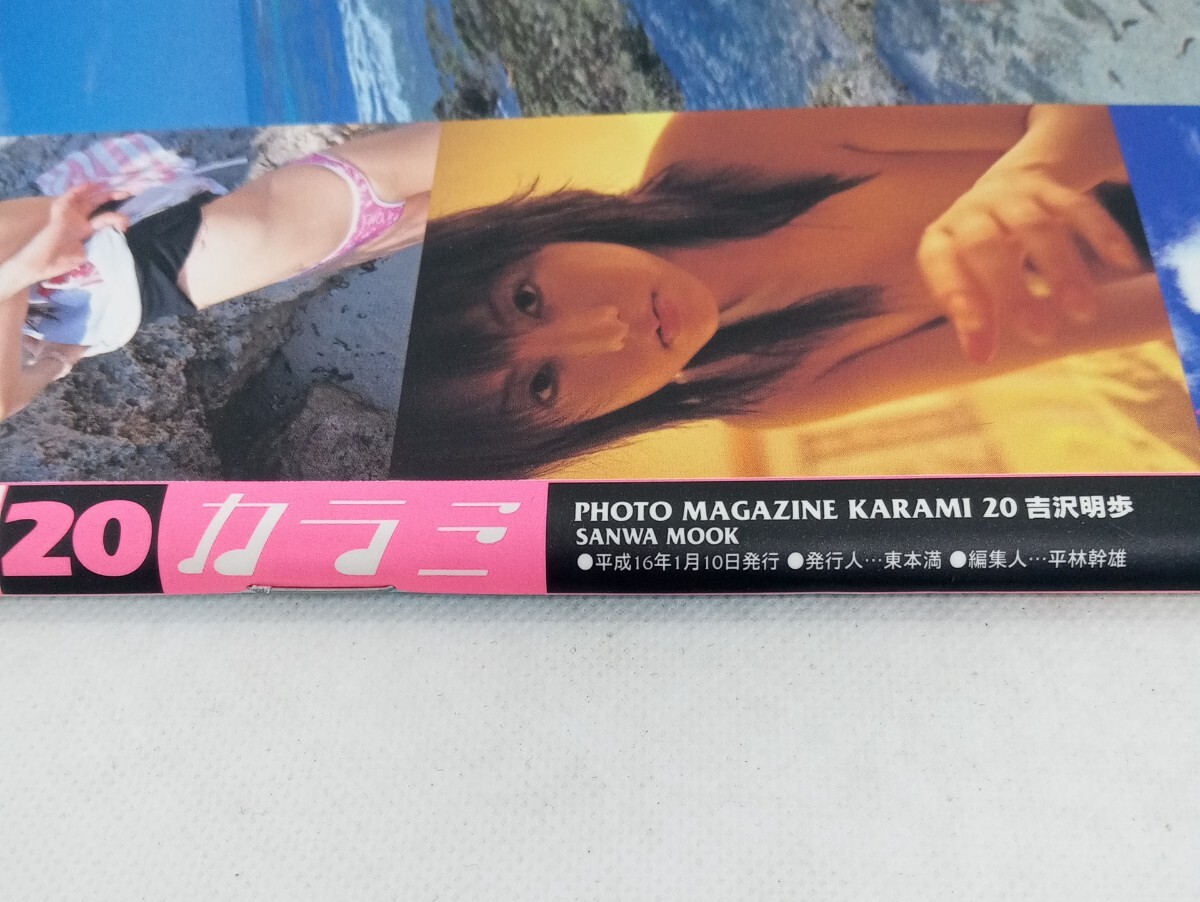 20
カラミ
PHOTO MAGAZINE KARAMI 20 吉沢明歩
SANWA MOOK
●平成16年1月10日発行 ●発行人…東本満 ●編集人…平林幹雄